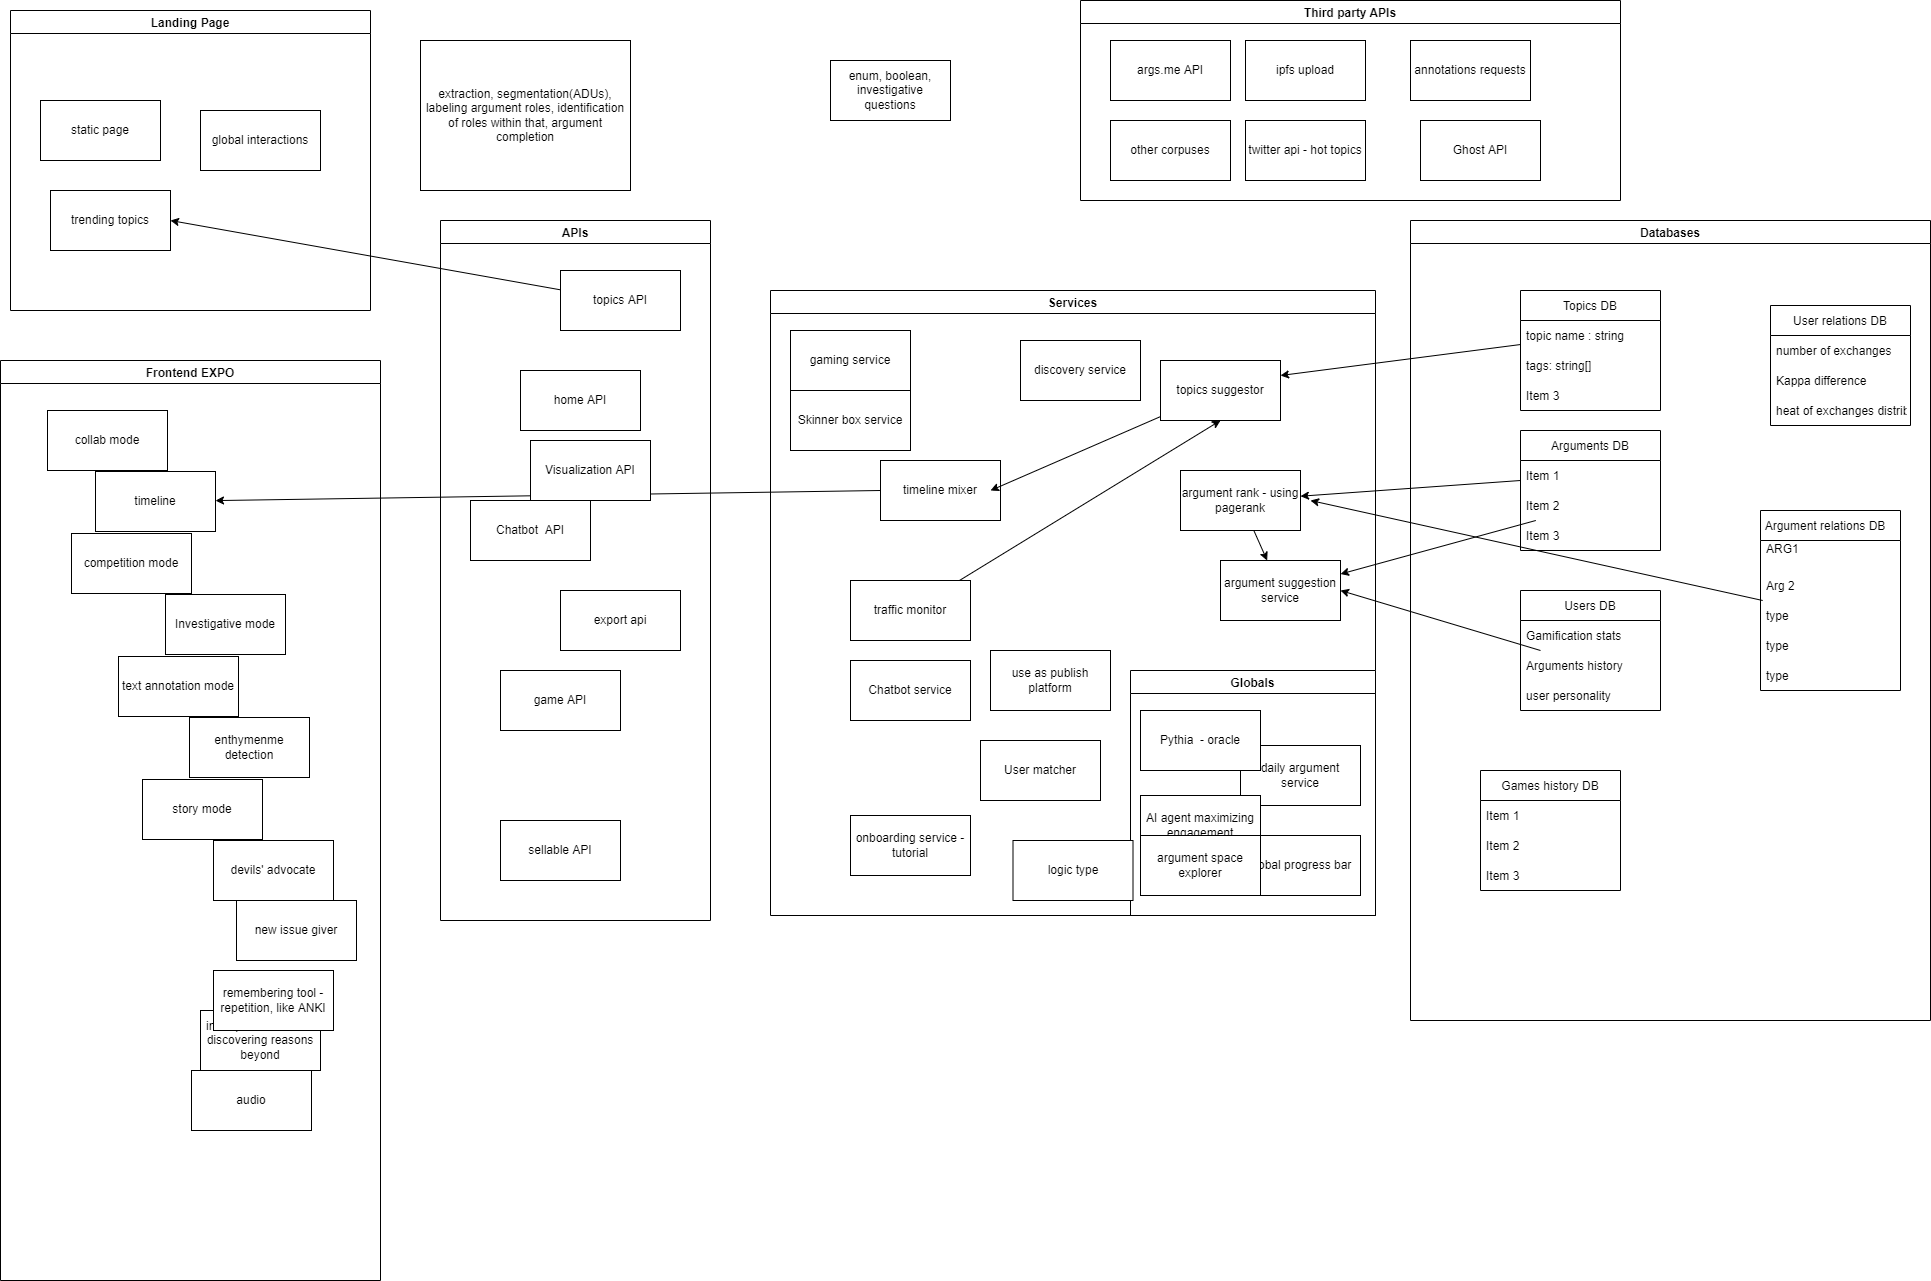 Landing Page
static page
global interactions
trending topics
extraction, segmentation(ADUs),
labeling argument roles, identification
of roles within that, argument
completion
enum, boolean,
investigative
questions
Third party APIs
args.me API
ipfs upload
annotations requests
other corpuses
twitter api - hot topics
Ghost API
Frontend EXPO
collab mode
timeline
competition mode
Investigative mode
text annotation mode
enthymenme
detection
story mode
devils' advocate
new issue giver
remembering tool -
repetition, like ANKI
discovering reasons
beyond
audio
APIs
topics API
home API
Visualization API
Chatbot  API
export api
game API
sellable API
Services
gaming service
Skinner box service
discovery service
topics suggestor
timeline mixer
argument rank - using
pagerank
argument suggestion
service
traffic monitor
Chatbot service
use as publish
platform
User matcher
onboarding service -
tutorial
logic type
Globals
Pythia  - oracle
daily argument
service
AI agent maximizing
engagement
argument space
explorer
progress bar
Databases
Topics DB
topic name : string
tags: string[]
Item 3
User relations DB
number of exchanges
Kappa difference
heat of exchanges distrib
Arguments DB
Item 1
Item 2
Item 3
Argument relations DB
ARG1
Arg 2
type
type
type
Users DB
Gamification stats
Arguments history
user personality
Games history DB
Item 1
Item 2
Item 3